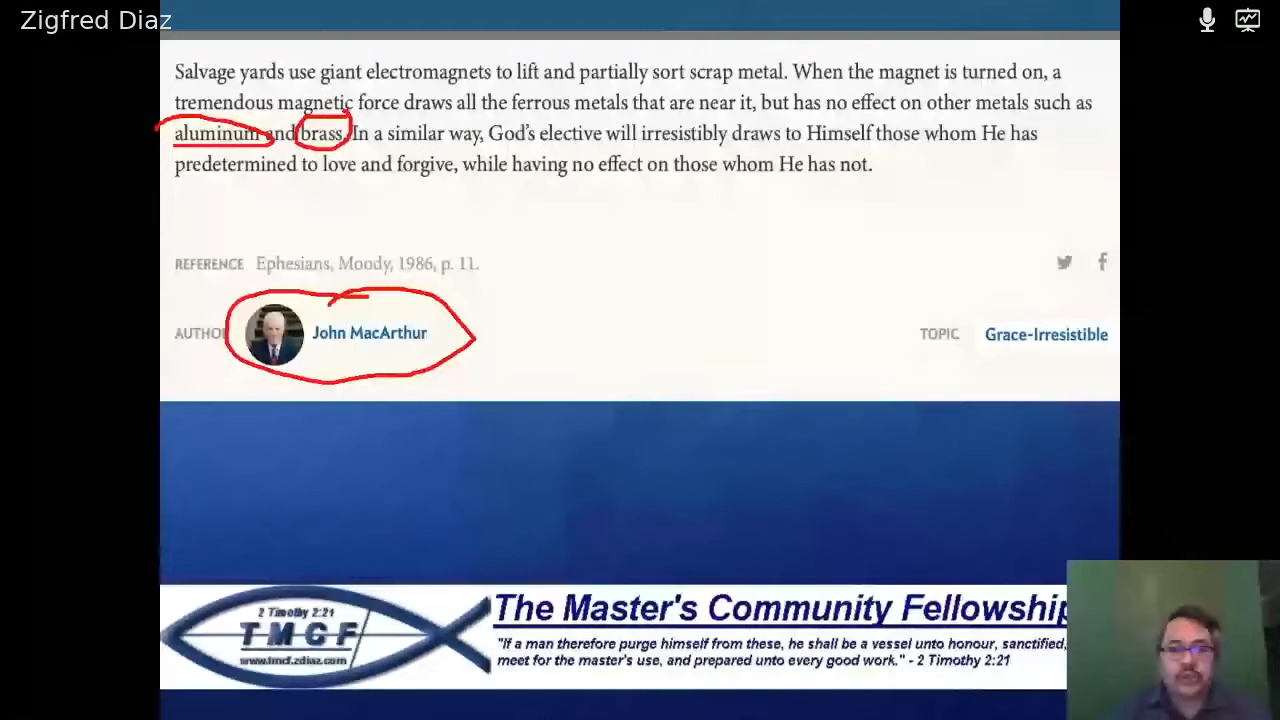 Zigfred Diaz
Salvage yards use giant electromagnets to lift and partially sort scrap metal. When the magnet is turned on, a
tremendous magnetic force draws all the ferrous metals that are near it, but has no effect on other metals such as
aluminum and brass. In a similar way, God's elective will irresistibly draws to Himself those whom He has
predetermined to love and forgive, while having no effect on those whom He has not.
REFERENCE Ephesians, Moody, 1986, p. 11.
AUTHOR John MacArthur
TOPIC Grace-Irresistible
2 Timothy 2:21
TMCF
www.tmcf.zdiaz.com
The Master's Community Fellowship
"If a man therefore purge himself from these, he shall be a vessel unto honour, sanctified,
meet for the master's use, and prepared unto every good work." - 2 Timothy 2:21